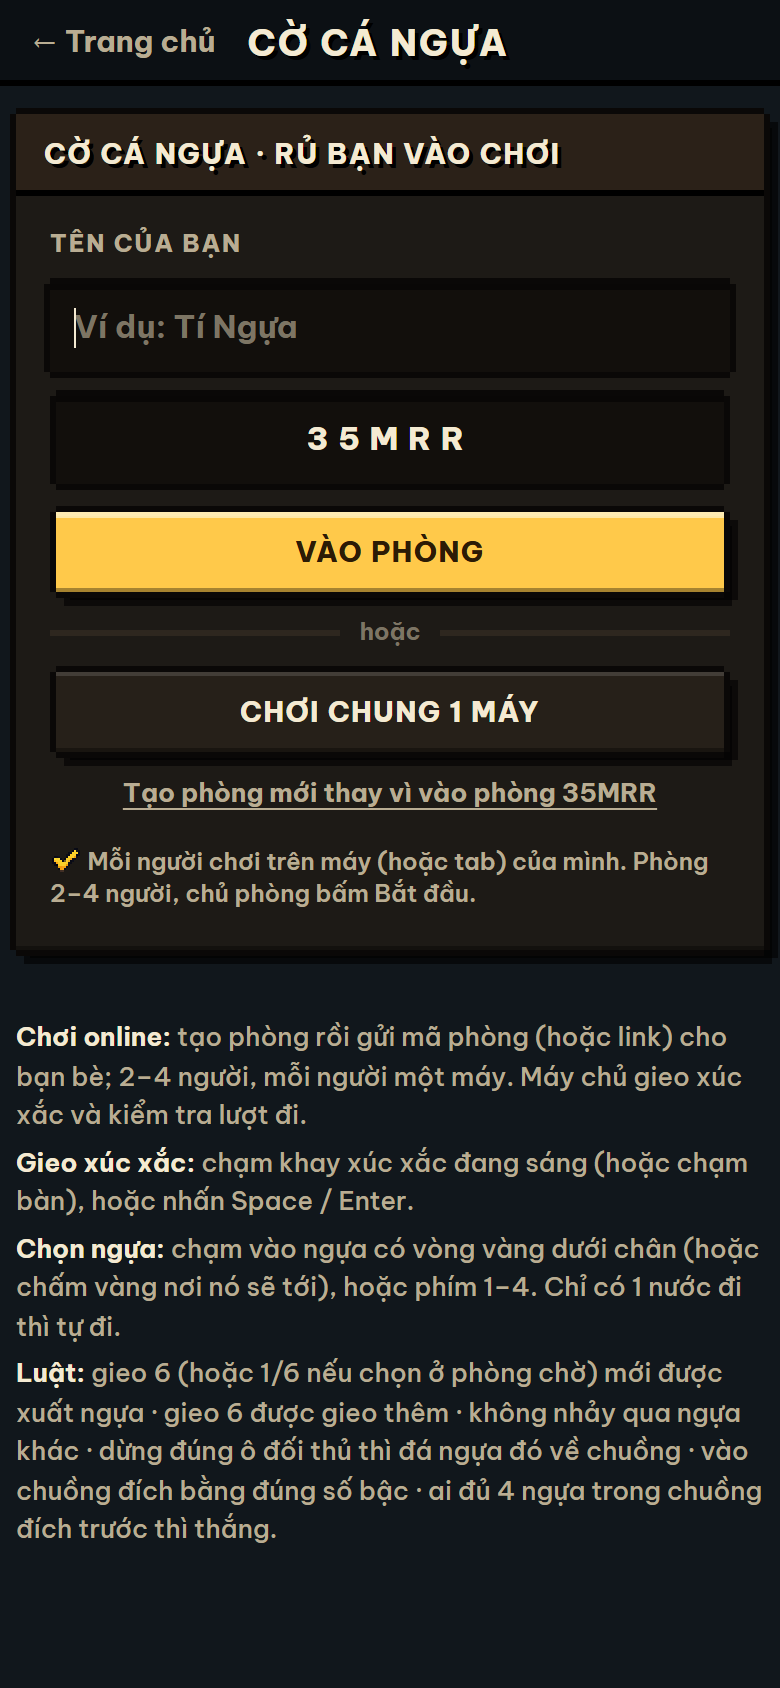 ← Trang chủ CỜ CÁ NGỰA
CỜ CÁ NGỰA · RỦ BẠN VÀO CHƠI
TÊN CỦA BẠN
Ví dụ: Tí Ngựa
35MRR
VÀO PHÒNG
hoặc
CHƠI CHUNG 1 MÁY
Tạo phòng mới thay vì vào phòng 35MRR
Mỗi người chơi trên máy (hoặc tab) của mình. Phòng
2–4 người, chủ phòng bấm Bắt đầu.
Chơi online: tạo phòng rồi gửi mã phòng (hoặc link) cho
bạn bè; 2–4 người, mỗi người một máy. Máy chủ gieo xúc
xắc và kiểm tra lượt đi.
Gieo xúc xắc: chạm khay xúc xắc đang sáng (hoặc chạm
bàn), hoặc nhấn Space / Enter.
Chọn ngựa: chạm vào ngựa có vòng vàng dưới chân (hoặc
chấm vàng nơi nó sẽ tới), hoặc phím 1–4. Chỉ có 1 nước đi
thì tự đi.
Luật: gieo 6 (hoặc 1/6 nếu chọn ở phòng chờ) mới được
xuất ngựa · gieo 6 được gieo thêm · không nhảy qua ngựa
khác · dừng đúng ô đối thủ thì đá ngựa đó về chuồng · vào
chuồng đích bằng đúng số bậc · ai đủ 4 ngựa trong chuồng
đích trước thì thắng.